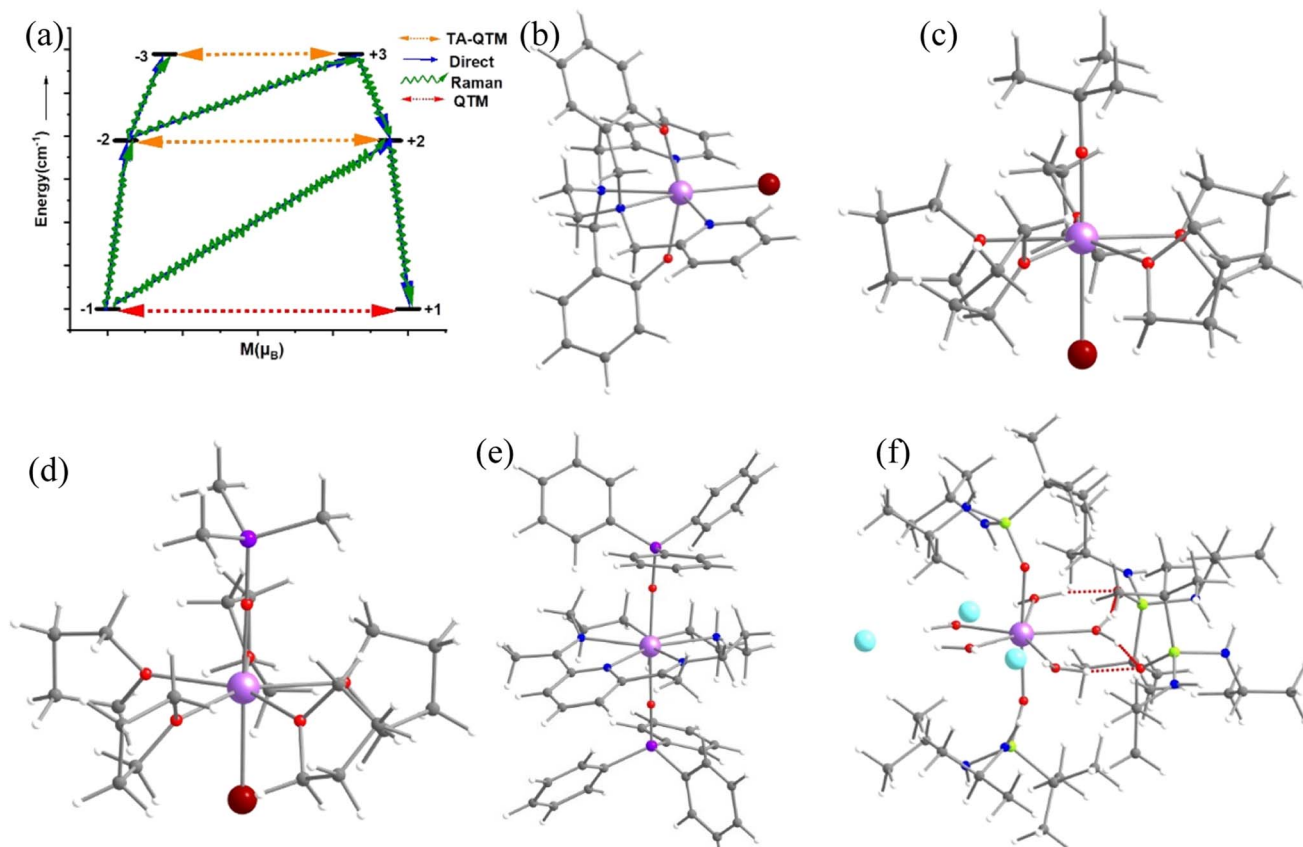 (a)
-3
+3
TA-QTM
Direct
Raman
QTM
-2
+2
-1
+1
Energy(cm⁻¹)
M(μB)
(b)
(c)
(d)
(e)
(f)